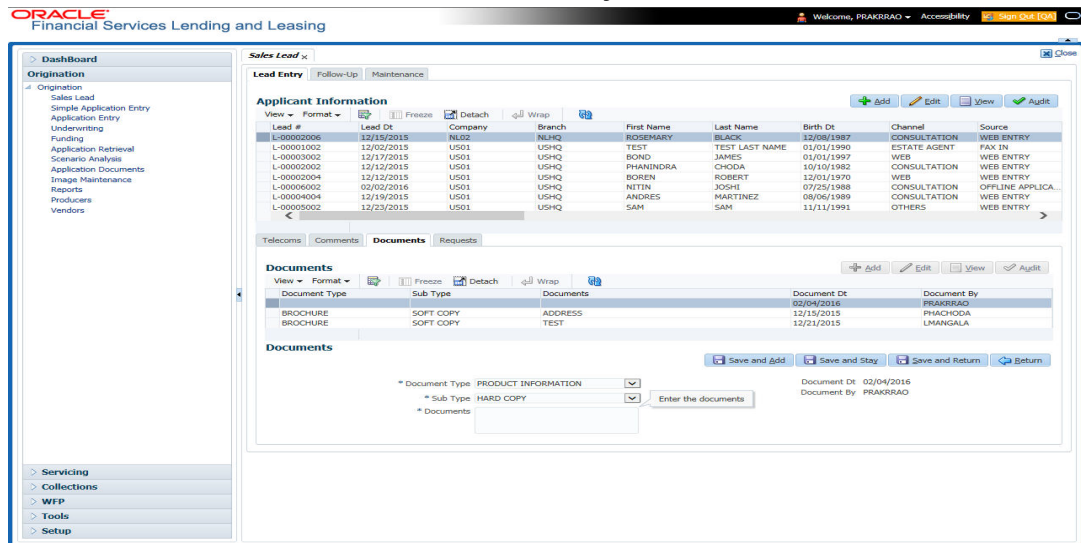 ORACLE
Financial Services Lending and Leasing
Welcome, PRAKRRAO Accessibility Sign Out [QA]
DashBoard
Origination
Origination
Sales Lead
Simple Application Entry
Application Entry
Underwriting
Funding
Application Retrieval
Scenario Analysis
Application Documents
Image Maintenance
Reports
Producers
Vendors
Servicing
Collections
WFP
Tools
Setup
Sales Lead x
Close
Lead Entry Follow-Up Maintenance
Applicant Information
Add Edit View Audit
View Format Freeze Detach Wrap
Lead # Lead Dt Company Branch First Name Last Name Birth Dt Channel Source
L-00002006 12/15/2015 NL02 NLHQ ROSEMARY BLACK 12/08/1987 CONSULTATION WEB ENTRY
L-00001002 12/02/2015 US01 USHQ TEST TEST LAST NAME 01/01/1990 ESTATE AGENT FAX IN
L-00003002 12/17/2015 US01 USHQ BOND JAMES 01/01/1997 WEB WEB ENTRY
L-00002002 12/12/2015 US01 USHQ PHANINDRA CHODA 10/10/1982 CONSULTATION WEB ENTRY
L-00002004 12/12/2015 US01 USHQ BOREN ROBERT 12/01/1970 WEB WEB ENTRY
L-00006002 02/02/2016 US01 USHQ NITIN JOSHI 07/25/1988 CONSULTATION OFFLINE APPLICA...
L-00004004 12/19/2015 US01 USHQ ANDRES MARTINEZ 08/06/1989 CONSULTATION WEB ENTRY
L-00005002 12/23/2015 US01 USHQ SAM SAM 11/11/1991 OTHERS WEB ENTRY
Telecoms Comments Documents Requests
Documents
Add Edit View Audit
View Format Freeze Detach Wrap
Document Type Sub Type Documents Document Dt Document By
02/04/2016 PRAKRRAO
BROCHURE SOFT COPY ADDRESS 12/15/2015 PHACHODA
BROCHURE SOFT COPY TEST 12/21/2015 LMANGALA
Documents
Save and Add Save and Stay Save and Return Return
* Document Type PRODUCT INFORMATION
Document Dt 02/04/2016
* Sub Type HARD COPY
Enter the documents
Document By PRAKRRAO
* Documents